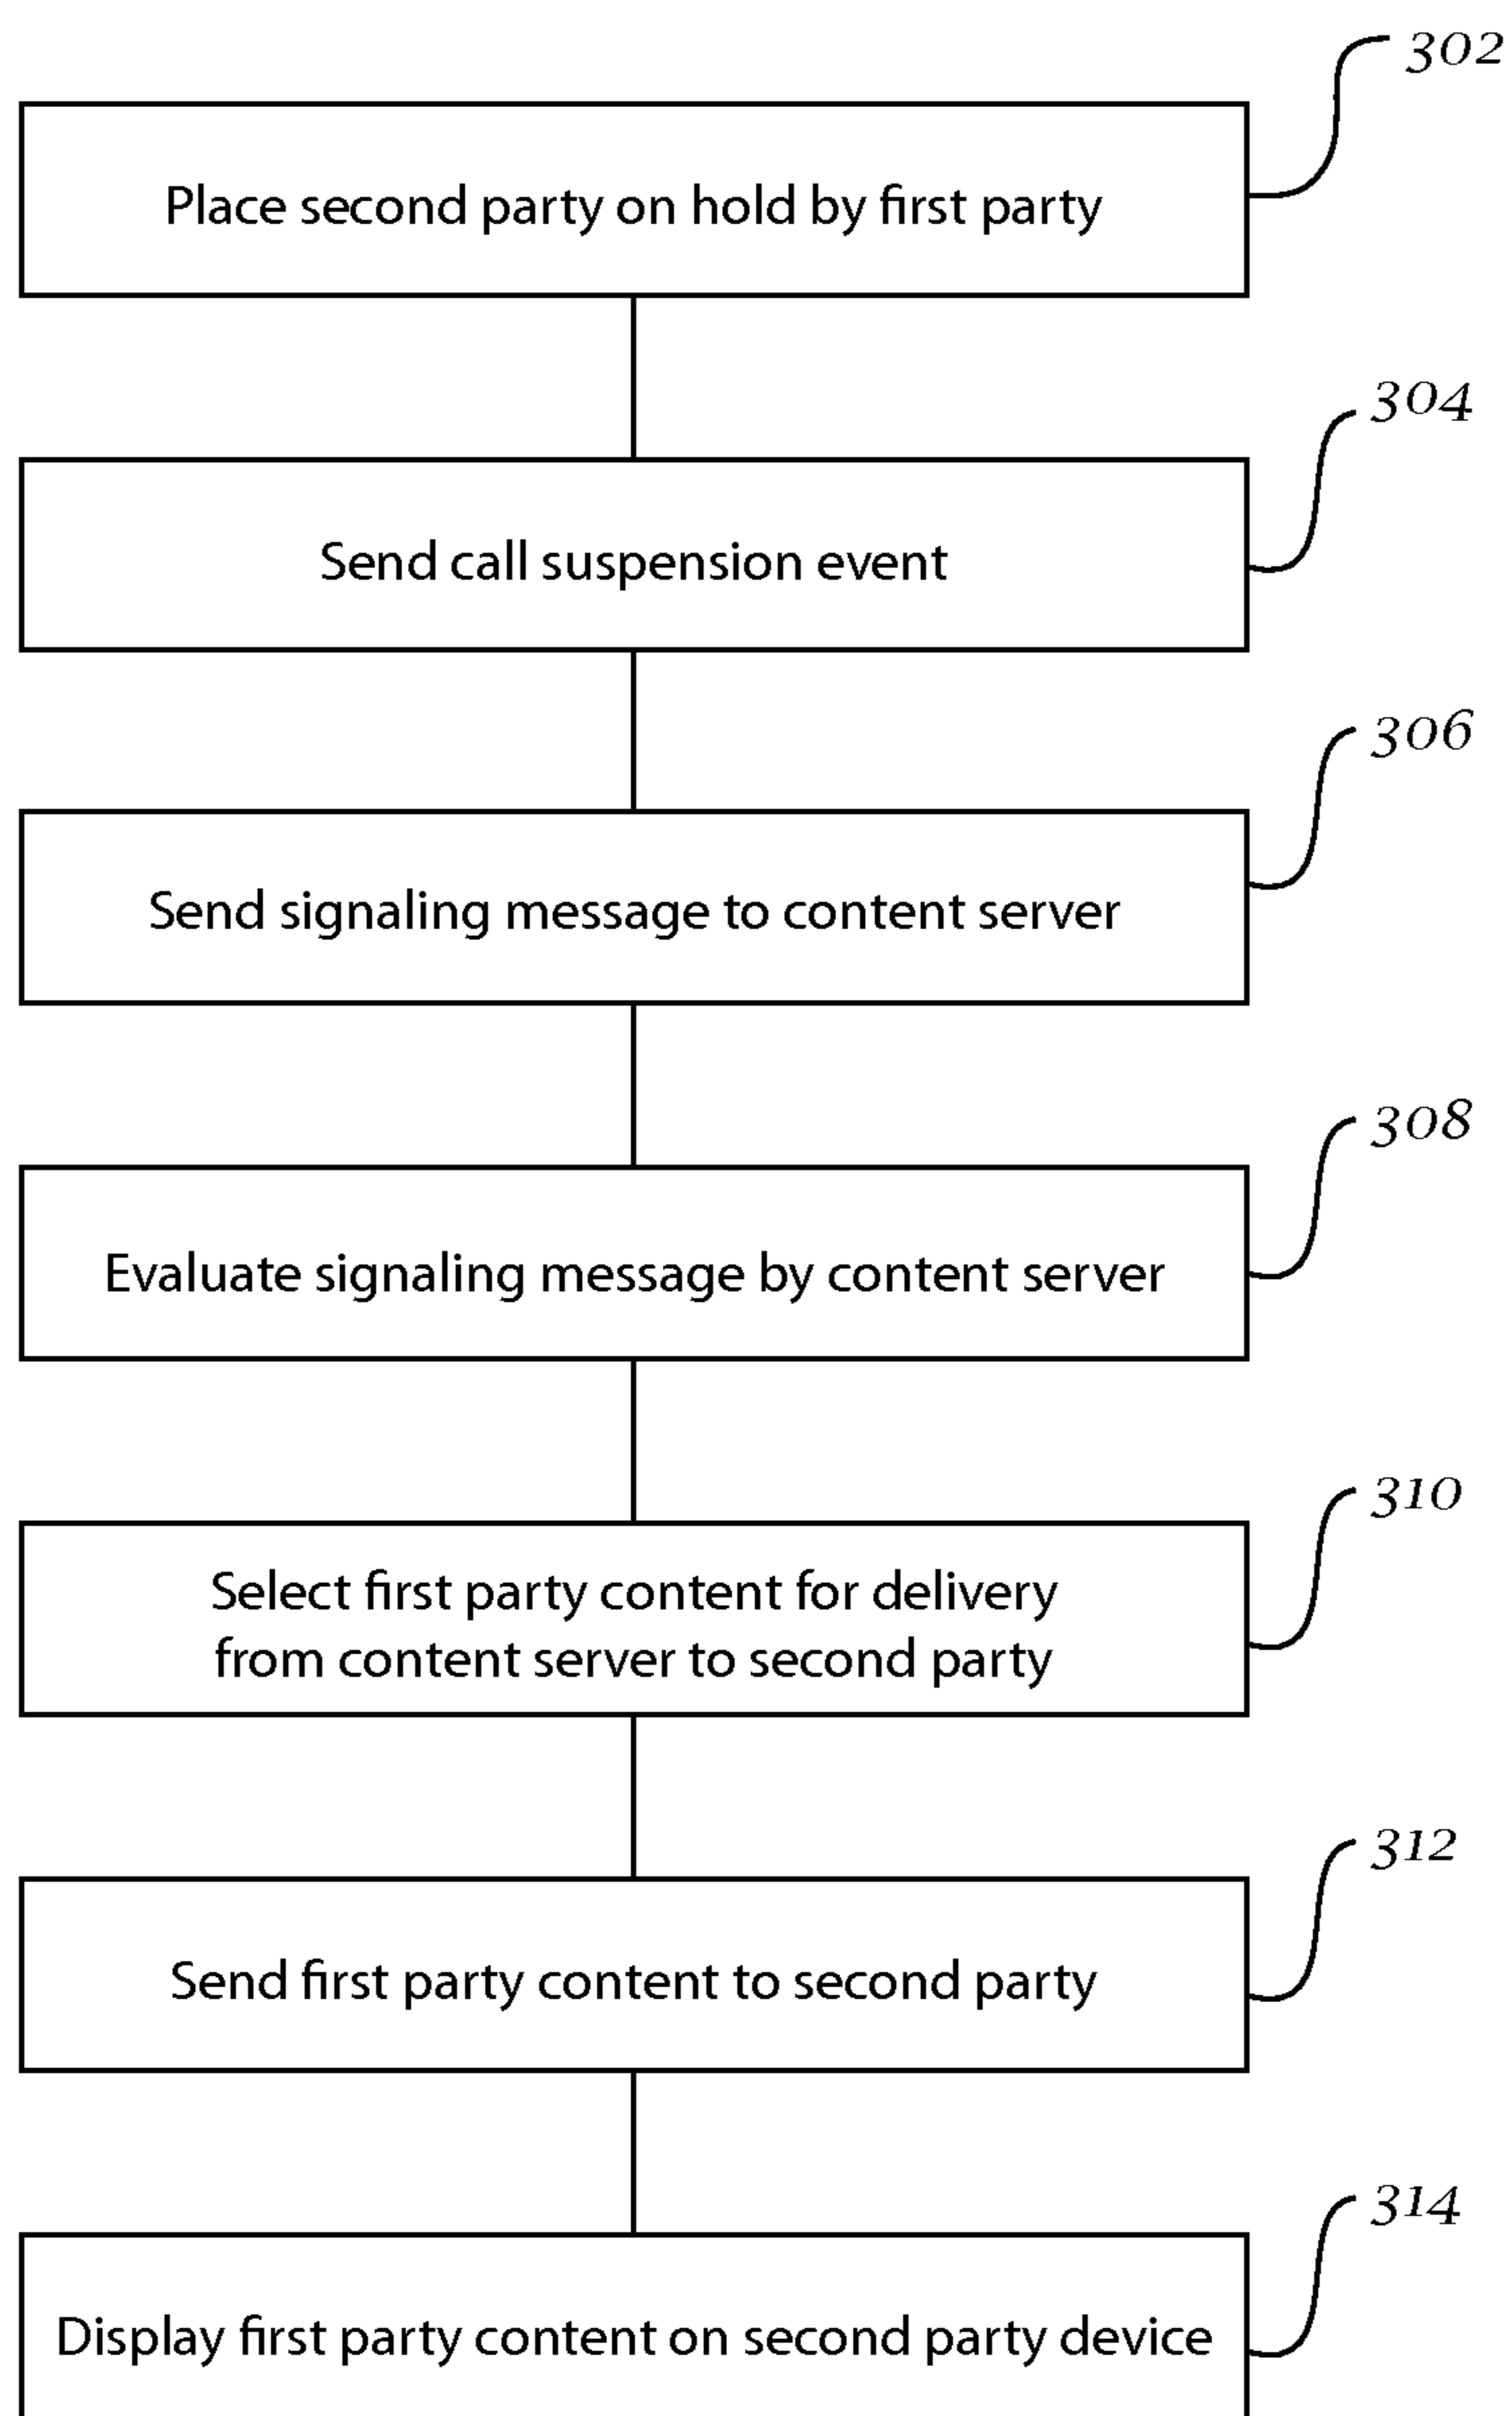 302
Place second party on hold by first party
304
Send call suspension event
306
Send signaling message to content server
308
Evaluate signaling message by content server
310
Select first party content for delivery
from content server to second party
312
Send first party content to second party
314
Display first party content on second party device